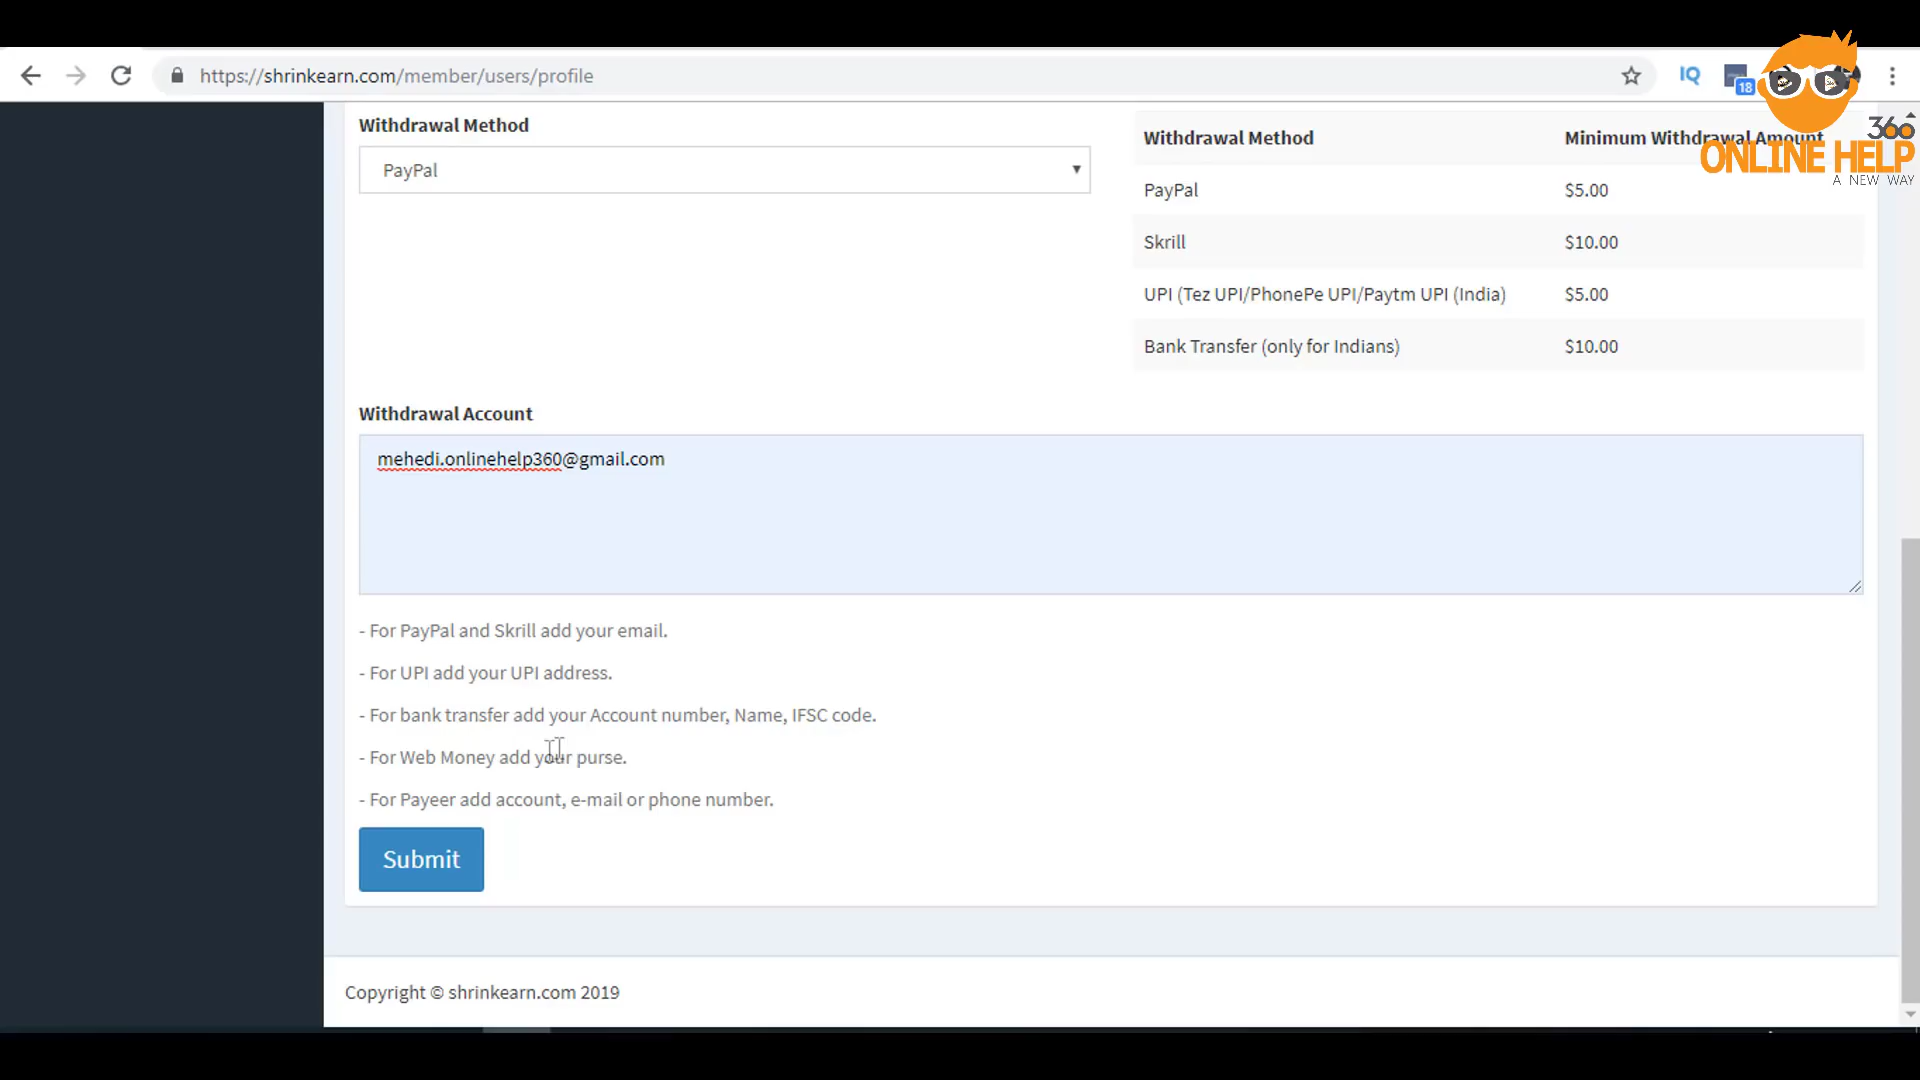 https://shrinkearn.com/member/users/profile
IQ
18
360
ONLINE HELP
A NEW WAY
Withdrawal Method
PayPal
Withdrawal Method Minimum Withdrawal Amount
PayPal $5.00
Skrill $10.00
UPI (Tez UPI/PhonePe UPI/Paytm UPI (India) $5.00
Bank Transfer (only for Indians) $10.00
Withdrawal Account
mehedi.onlinehelp360@gmail.com
- For PayPal and Skrill add your email.
- For UPI add your UPI address.
- For bank transfer add your Account number, Name, IFSC code.
- For Web Money add your purse.
- For Payeer add account, e-mail or phone number.
Submit
Copyright © shrinkearn.com 2019